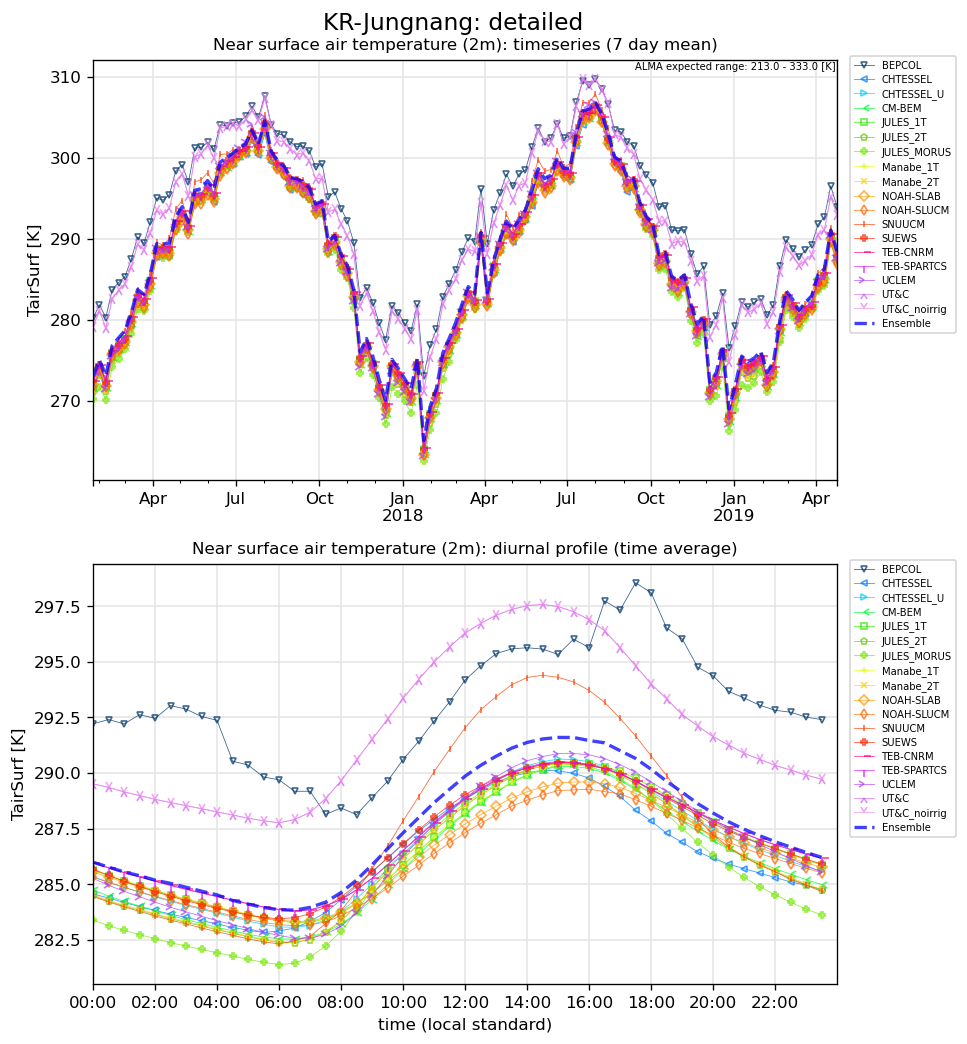 KR-Jungnang: detailed
Near surface air temperature (2m): timeseries (7 day mean)
ALMA expected range: 213.0 - 333.0 [K]
TairSurf [K]
310
300
290
280
270
Apr
Jul
Oct
Jan
2018
Apr
Jul
Oct
Jan
2019
Apr
BEPCOL
CHTESSEL
CHTESSEL_U
CM-BEM
JULES_1T
JULES_2T
JULES_MORUS
Manabe_1T
Manabe_2T
NOAH-SLAB
NOAH-SLUCM
SNUUCM
SUEWS
TEB-CNRM
TEB-SPARTCS
UCLEM
UT&C
UT&C_noirrig
Ensemble
Near surface air temperature (2m): diurnal profile (time average)
TairSurf [K]
297.5
295.0
292.5
290.0
287.5
285.0
282.5
00:00
02:00
04:00
06:00
08:00
10:00
12:00
14:00
16:00
18:00
20:00
22:00
time (local standard)
BEPCOL
CHTESSEL
CHTESSEL_U
CM-BEM
JULES_1T
JULES_2T
JULES_MORUS
Manabe_1T
Manabe_2T
NOAH-SLAB
NOAH-SLUCM
SNUUCM
SUEWS
TEB-CNRM
TEB-SPARTCS
UCLEM
UT&C
UT&C_noirrig
Ensemble